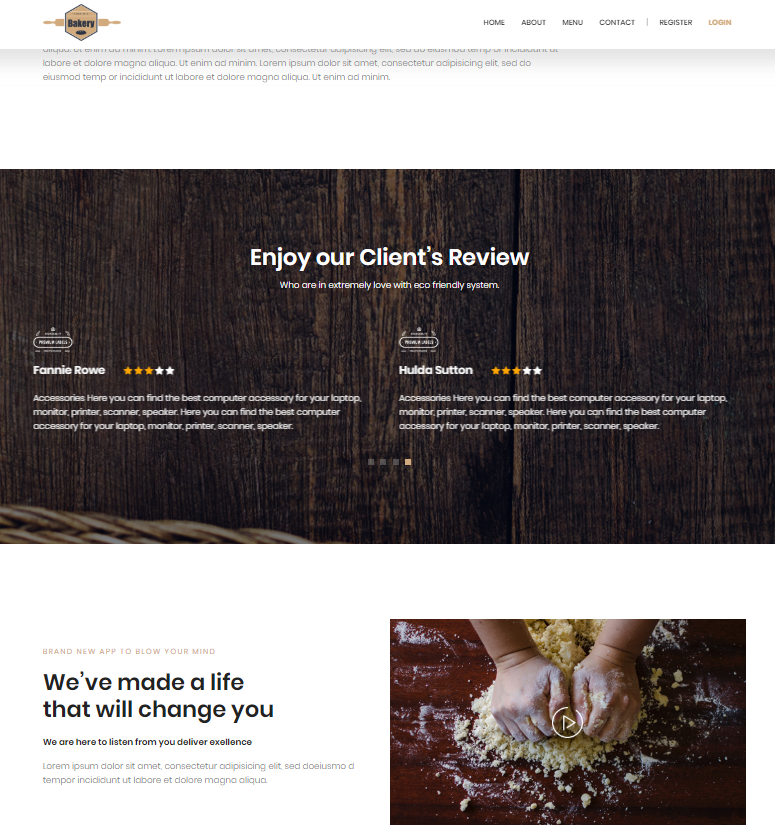 Bakery
HOME ABOUT MENU CONTACT | REGISTER LOGIN
aliqua. Ut enim ad minim. Lorem ipsum dolor sit amet, consectetur adipisicing elit, sed do eiusmod temp or incididunt ut
labore et dolore magna aliqua. Ut enim ad minim. Lorem ipsum dolor sit amet, consectetur adipisicing elit, sed do
eiusmod temp or incididunt ut labore et dolore magna aliqua. Ut enim ad minim.
Enjoy our Client's Review
Who are in extremely love with eco friendly system.
PREMIUM LABELS
Fannie Rowe
Accessories Here you can find the best computer accessory for your laptop,
monitor, printer, scanner, speaker. Here you can find the best computer
accessory for your laptop, monitor, printer, scanner, speaker.
PREMIUM LABELS
Hulda Sutton
Accessories Here you can find the best computer accessory for your laptop,
monitor, printer, scanner, speaker. Here you can find the best computer
accessory for your laptop, monitor, printer, scanner, speaker.
BRAND NEW APP TO BLOW YOUR MIND
We've made a life
that will change you
We are here to listen from you deliver exellence
Lorem ipsum dolor sit amet, consectetur adipisicing elit, sed doeiusmo d
tempor incididunt ut labore et dolore magna aliqua.